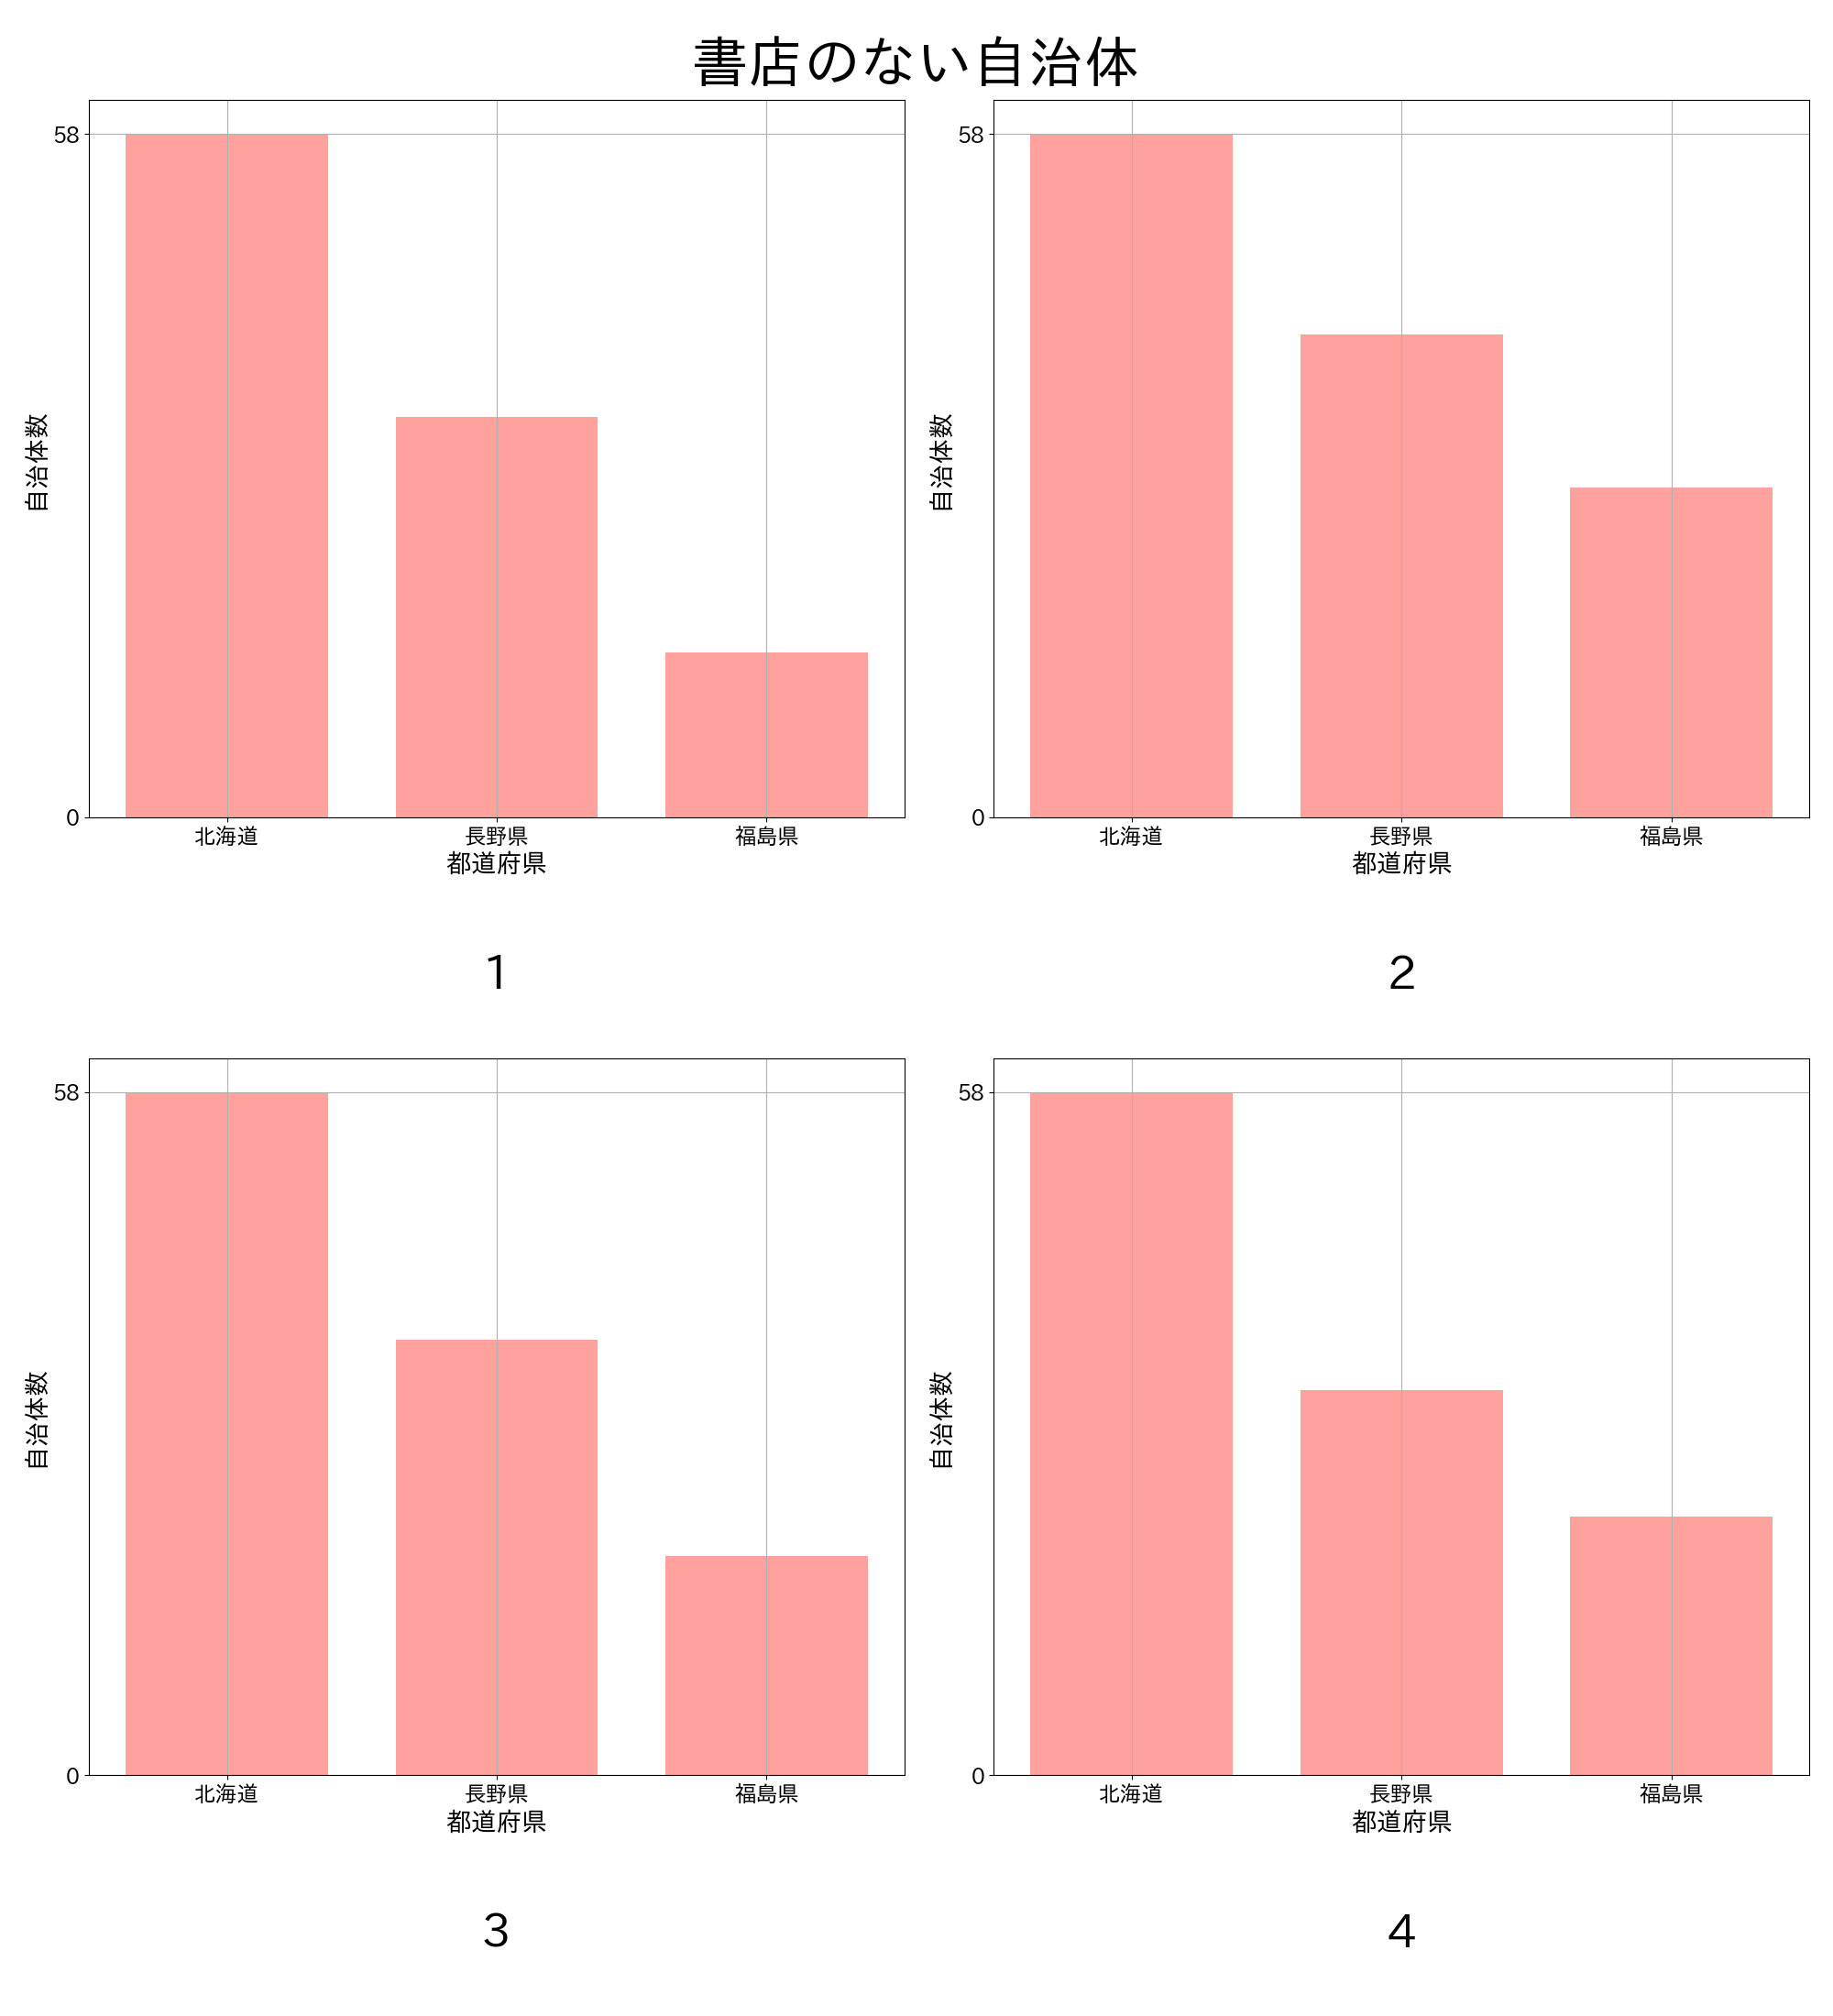 書店のない自治体
58
0
自治体数
北海道 長野県 福島県
都道府県
1
58
0
自治体数
北海道 長野県 福島県
都道府県
2
58
0
自治体数
北海道 長野県 福島県
都道府県
3
58
0
自治体数
北海道 長野県 福島県
都道府県
4